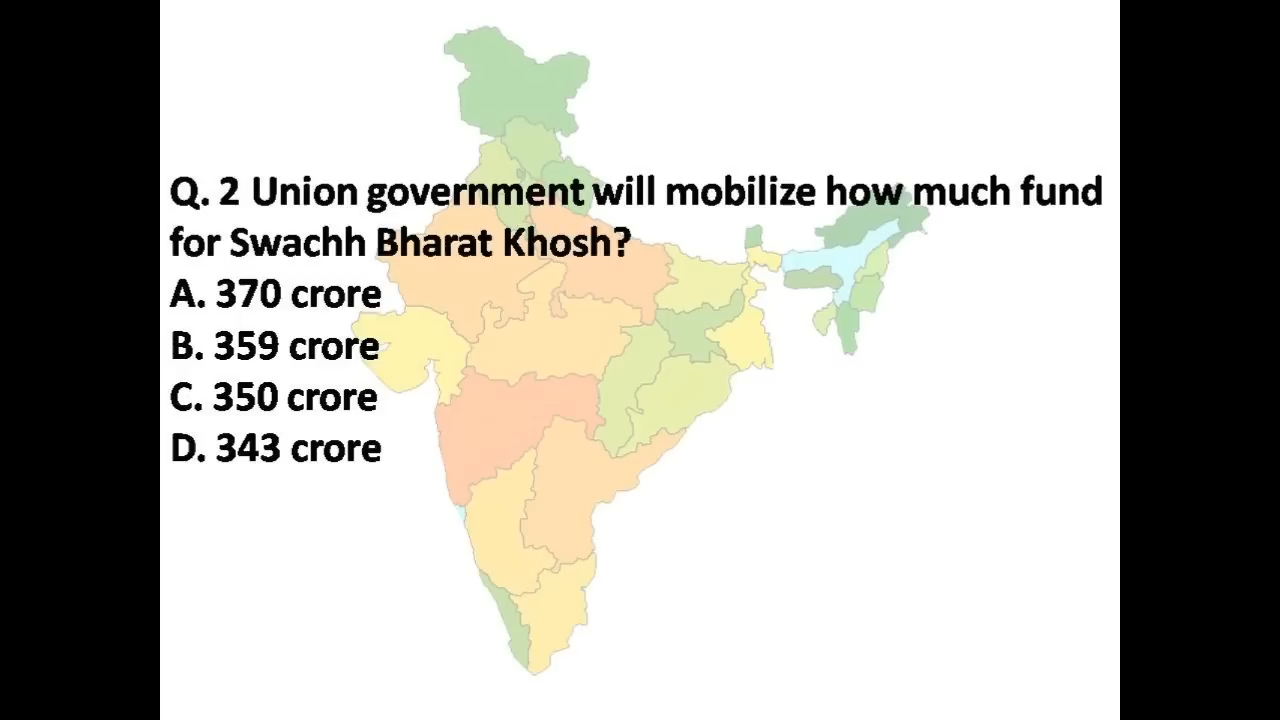 Q. 2 Union government will mobilize how much fund
for Swachh Bharat Khosh?
A. 370 crore
B. 359 crore
C. 350 crore
D. 343 crore